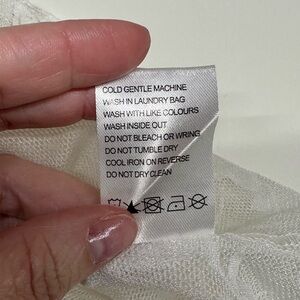 COLD GENTLE MACHINE
WASH IN LAUNDRY BAG
WASH WITH LIKE COLOURS
WASH INSIDE OUT
DO NOT BLEACH OR WRING
DO NOT TUMBLE DRY
COOL IRON ON REVERSE
DO NOT DRY CLEAN